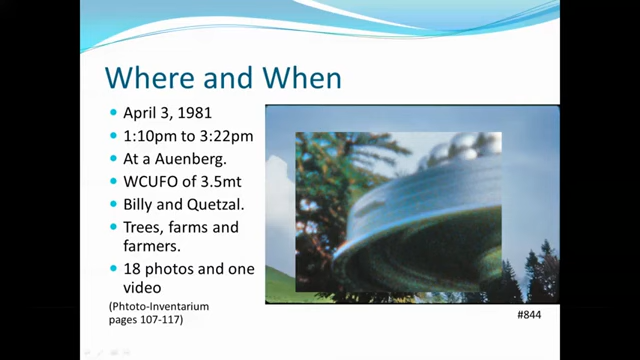 Where and When
April 3, 1981
1:10pm to 3:22pm
At a Auenberg.
WCUFO of 3.5mt
Billy and Quetzal.
Trees, farms and
farmers.
18 photos and one
video
(Phtoto-Inventarium
pages 107-117)
#844